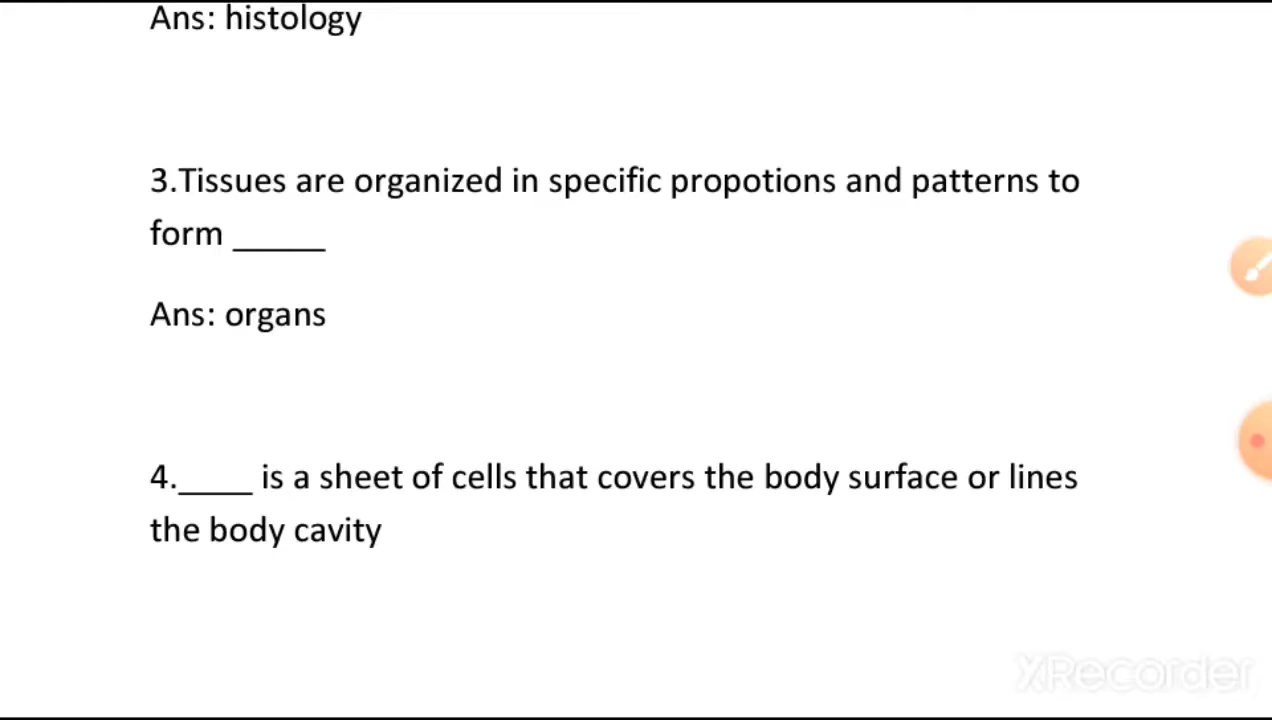 Ans: histology
3.Tissues are organized in specific propotions and patterns to
form _____
Ans: organs
4.____ is a sheet of cells that covers the body surface or lines
the body cavity
XRecorder